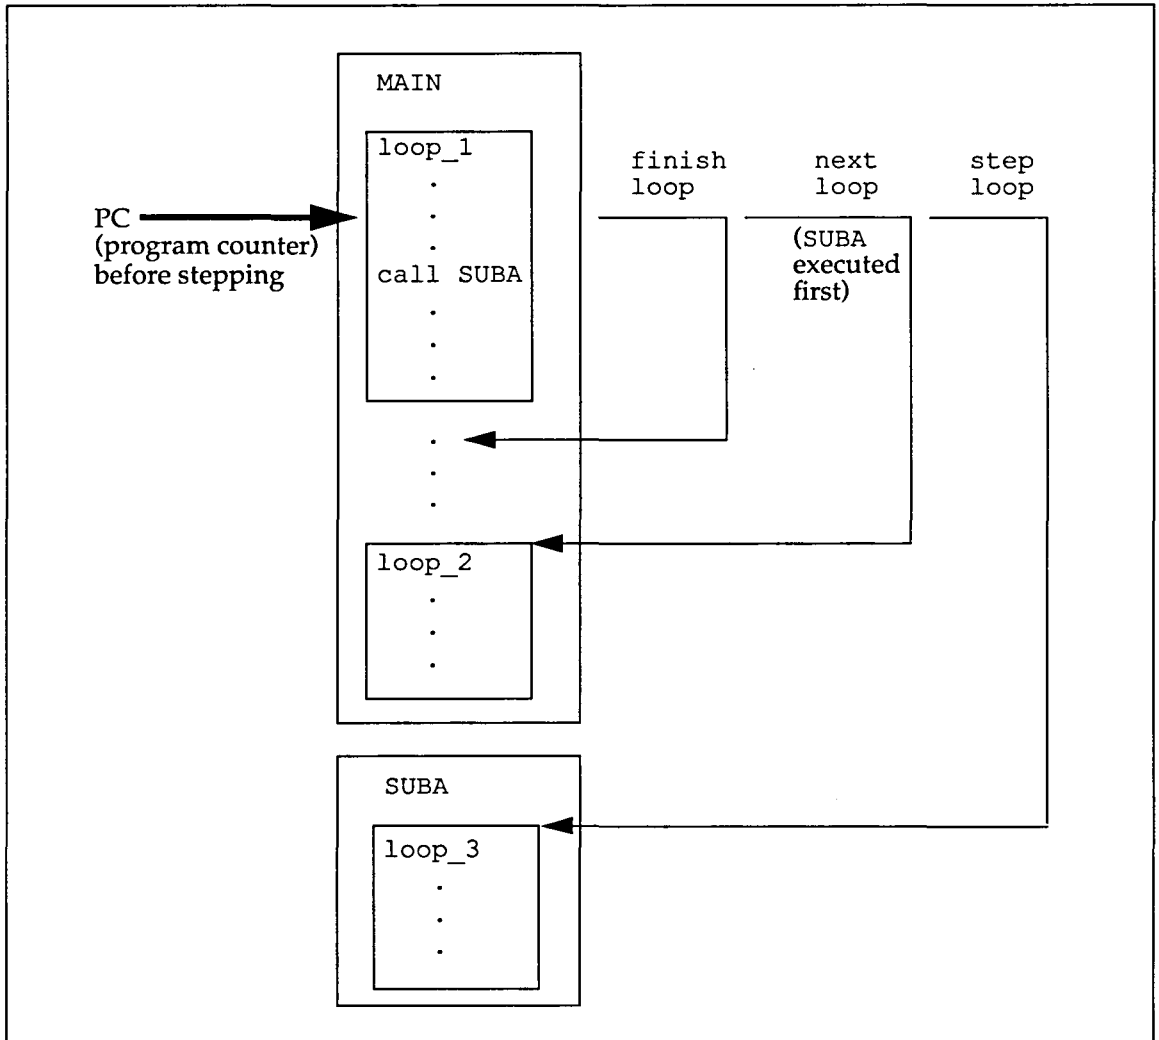 MAIN
loop_1
.
.
.
call SUBA
.
.
.
.
.
.
loop_2
.
.
.
PC
(program counter)
before stepping
finish
loop
next
loop
(SUBA
executed
first)
step
loop
SUBA
loop_3
.
.
.